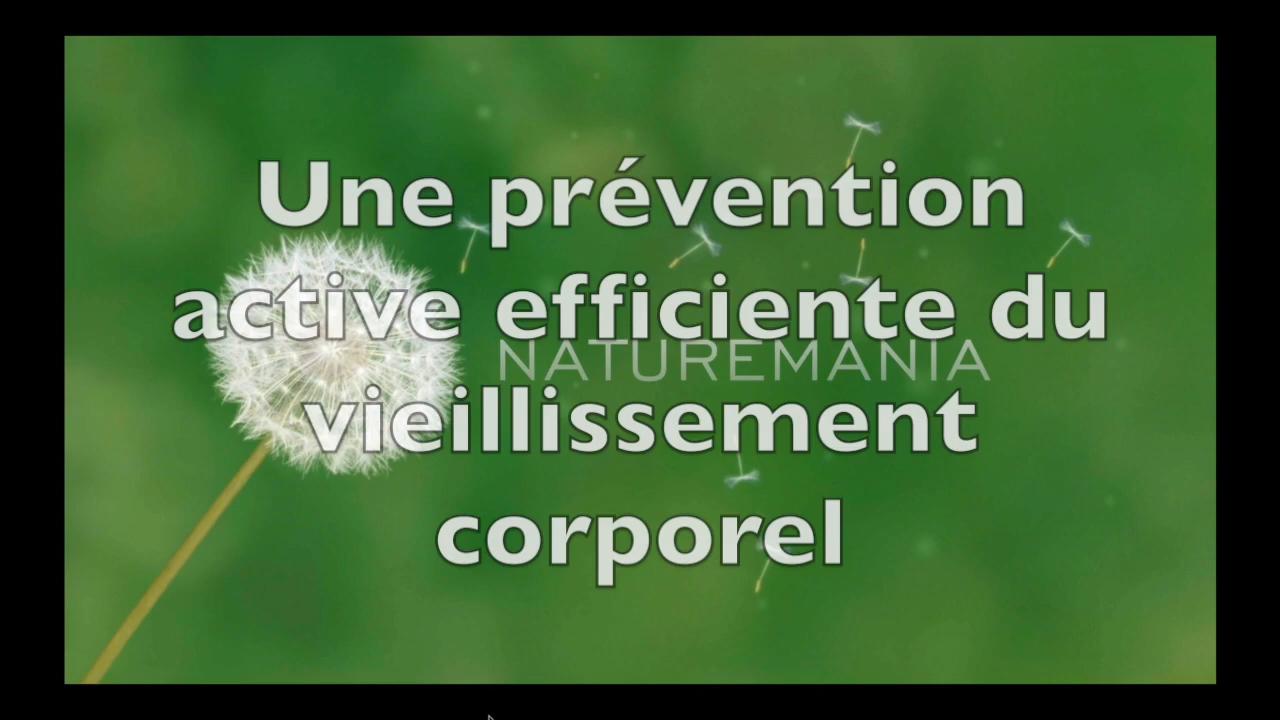 Une prévention
active efficiente du
NATUREMANIA
vieillissement
corporel